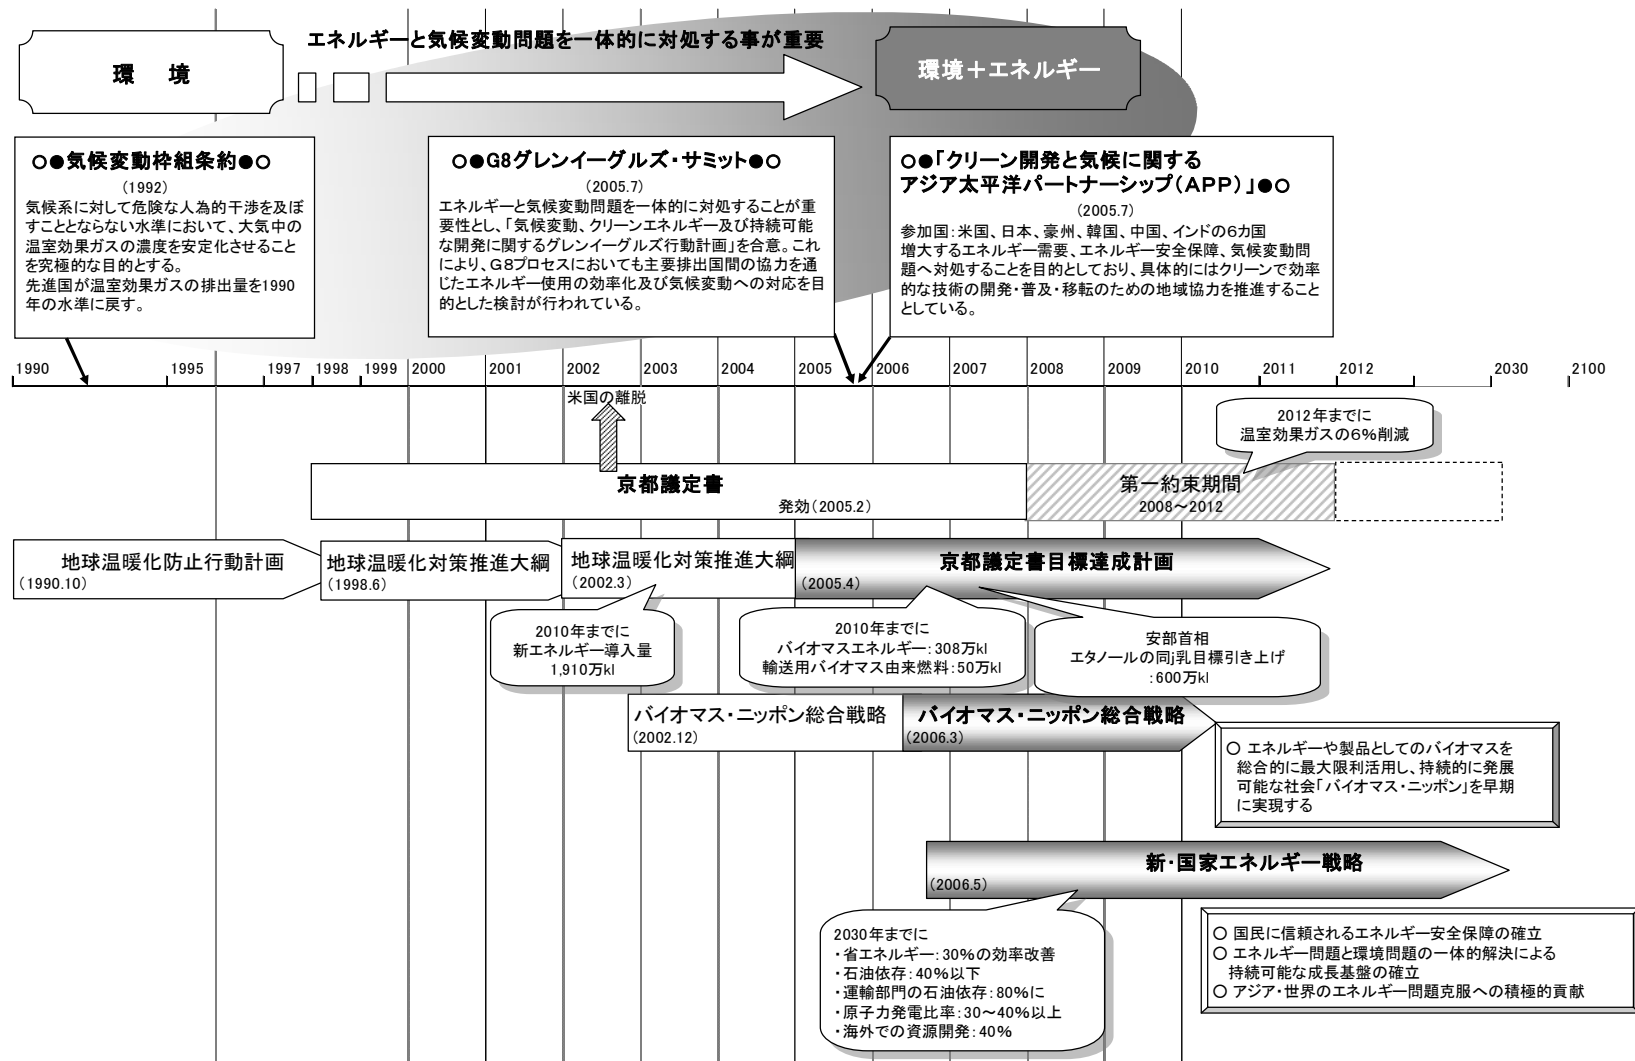 エネルギーと気候変動問題を一体的に対処する事が重要
環　境
環境＋エネルギー
○●気候変動枠組条約●○
（1992）
気候系に対して危険な人為的干渉を及ぼ
すこととならない水準において、大気中の
温室効果ガスの濃度を安定化させること
を究極的な目的とする。
先進国が温室効果ガスの排出量を1990
年の水準に戻す。
○●G8グレンイーグルズ・サミット●○
（2005.7）
エネルギーと気候変動問題を一体的に対処することが重
要性とし、「気候変動、クリーンエネルギー及び持続可能
な開発に関するグレンイーグルズ行動計画」を合意。これ
により、G8プロセスにおいても主要排出国間の協力を通
じたエネルギー使用の効率化及び気候変動への対応を目
的とした検討が行われている。
○●「クリーン開発と気候に関する
アジア太平洋パートナーシップ（APP）」●○
（2005.7）
参加国：米国、日本、豪州、韓国、中国、インドの6カ国
増大するエネルギー需要、エネルギー安全保障、気候変動問
題へ対処することを目的としており、具体的にはクリーンで効率
的な技術の開発・普及・移転のための地域協力を推進すること
としている。
1990 1995 1997 1998 1999 2000 2001 2002 2003 2004 2005 2006 2007 2008 2009 2010 2011 2012 2030 2100
米国の離脱
2012年までに
温室効果ガスの6％削減
京都議定書
発効（2005.2）
第一約束期間
2008～2012
地球温暖化防止行動計画
（1990.10）
地球温暖化対策推進大綱
（1998.6）
地球温暖化対策推進大綱
（2002.3）
京都議定書目標達成計画
（2005.4）
2010年までに
新エネルギー導入量
1,910万kl
2010年までに
バイオマスエネルギー：308万kl
輸送用バイオマス由来燃料：50万kl
安部首相
エタノールの同j乳目標引き上げ
：600万kl
バイオマス・ニッポン総合戦略
（2002.12）
バイオマス・ニッポン総合戦略
（2006.3）
○ エネルギーや製品としてのバイオマスを
総合的に最大限利活用し、持続的に発展
可能な社会「バイオマス・ニッポン」を早期
に実現する
新・国家エネルギー戦略
（2006.5）
2030年までに
・省エネルギー：30％の効率改善
・石油依存：40％以下
・運輸部門の石油依存：80％に
・原子力発電比率：30～40％以上
・海外での資源開発：40％
○ 国民に信頼されるエネルギー安全保障の確立
○ エネルギー問題と環境問題の一体的解決による
持続可能な成長基盤の確立
○ アジア・世界のエネルギー問題克服への積極的貢献